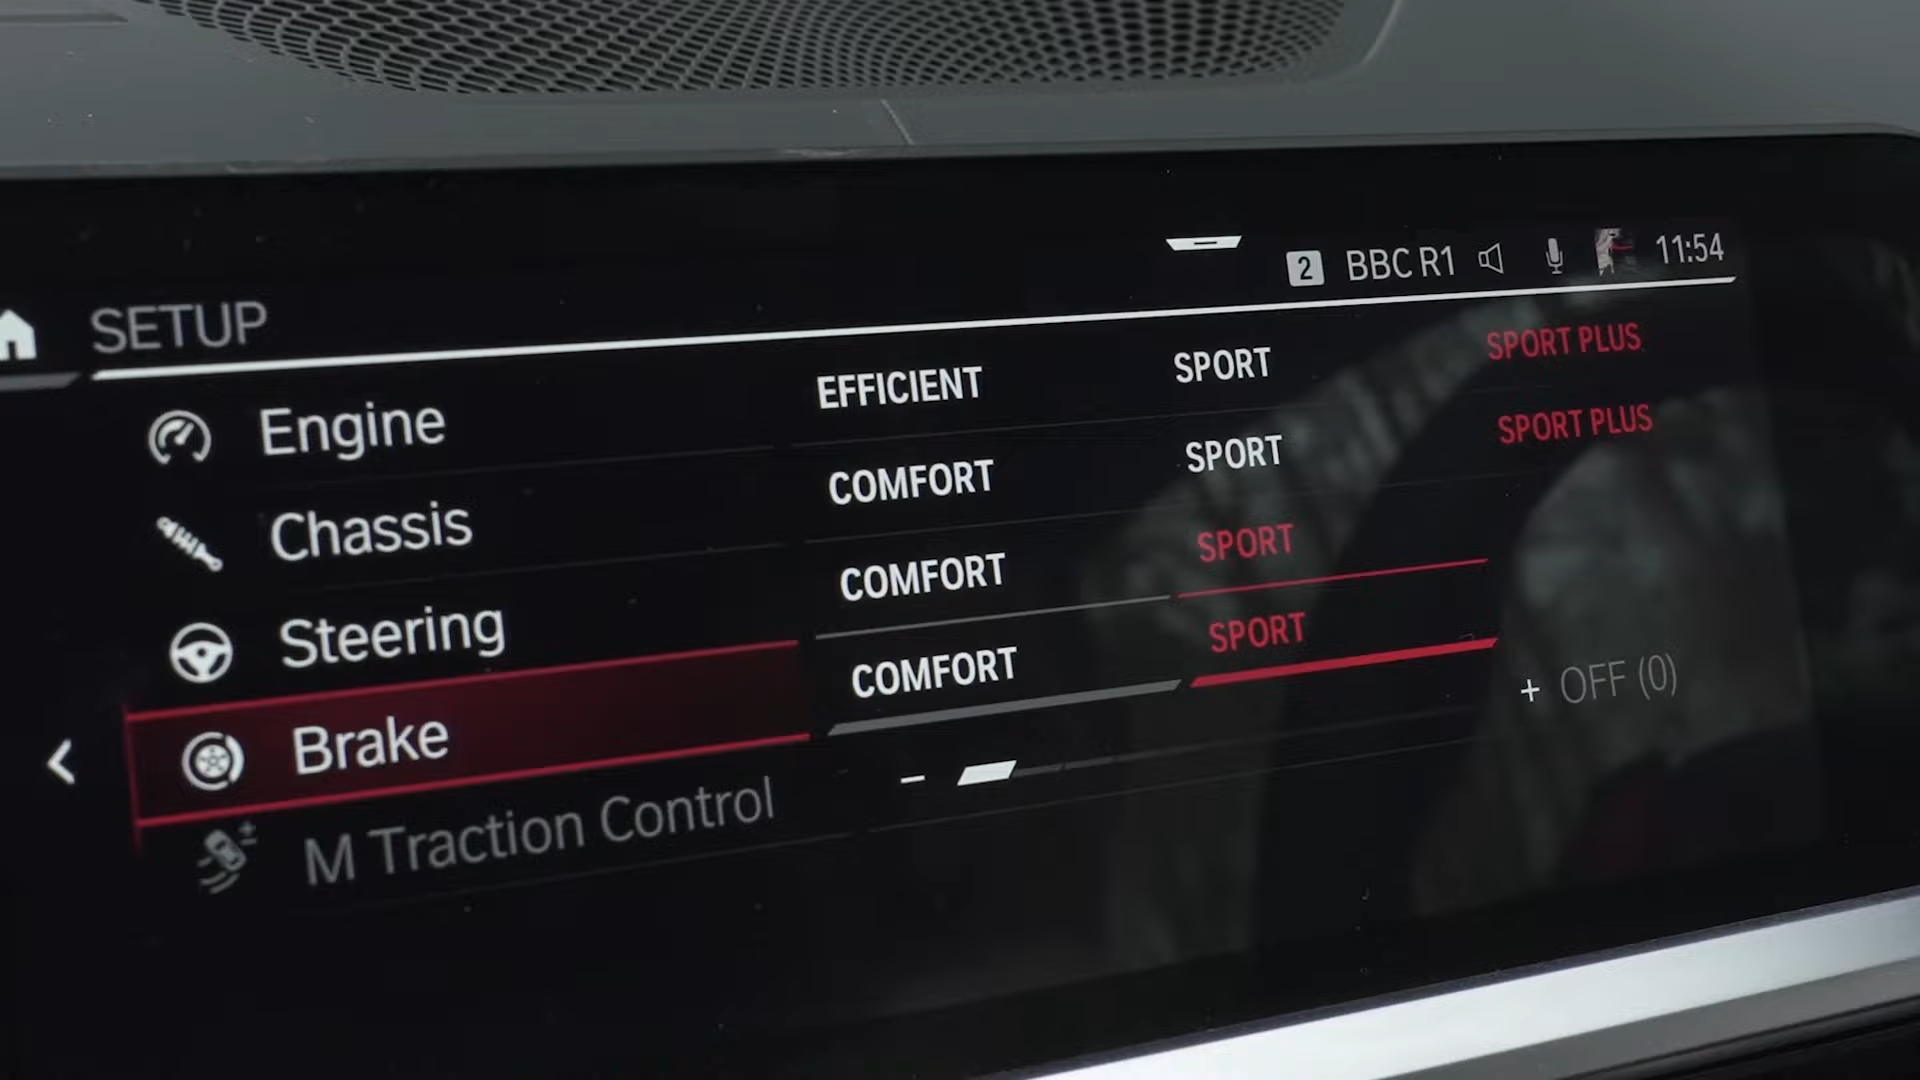 2 BBC R1 11:54
SETUP
Engine EFFICIENT SPORT SPORT PLUS
Chassis COMFORT SPORT SPORT PLUS
Steering COMFORT SPORT
Brake COMFORT SPORT
M Traction Control − + OFF (0)